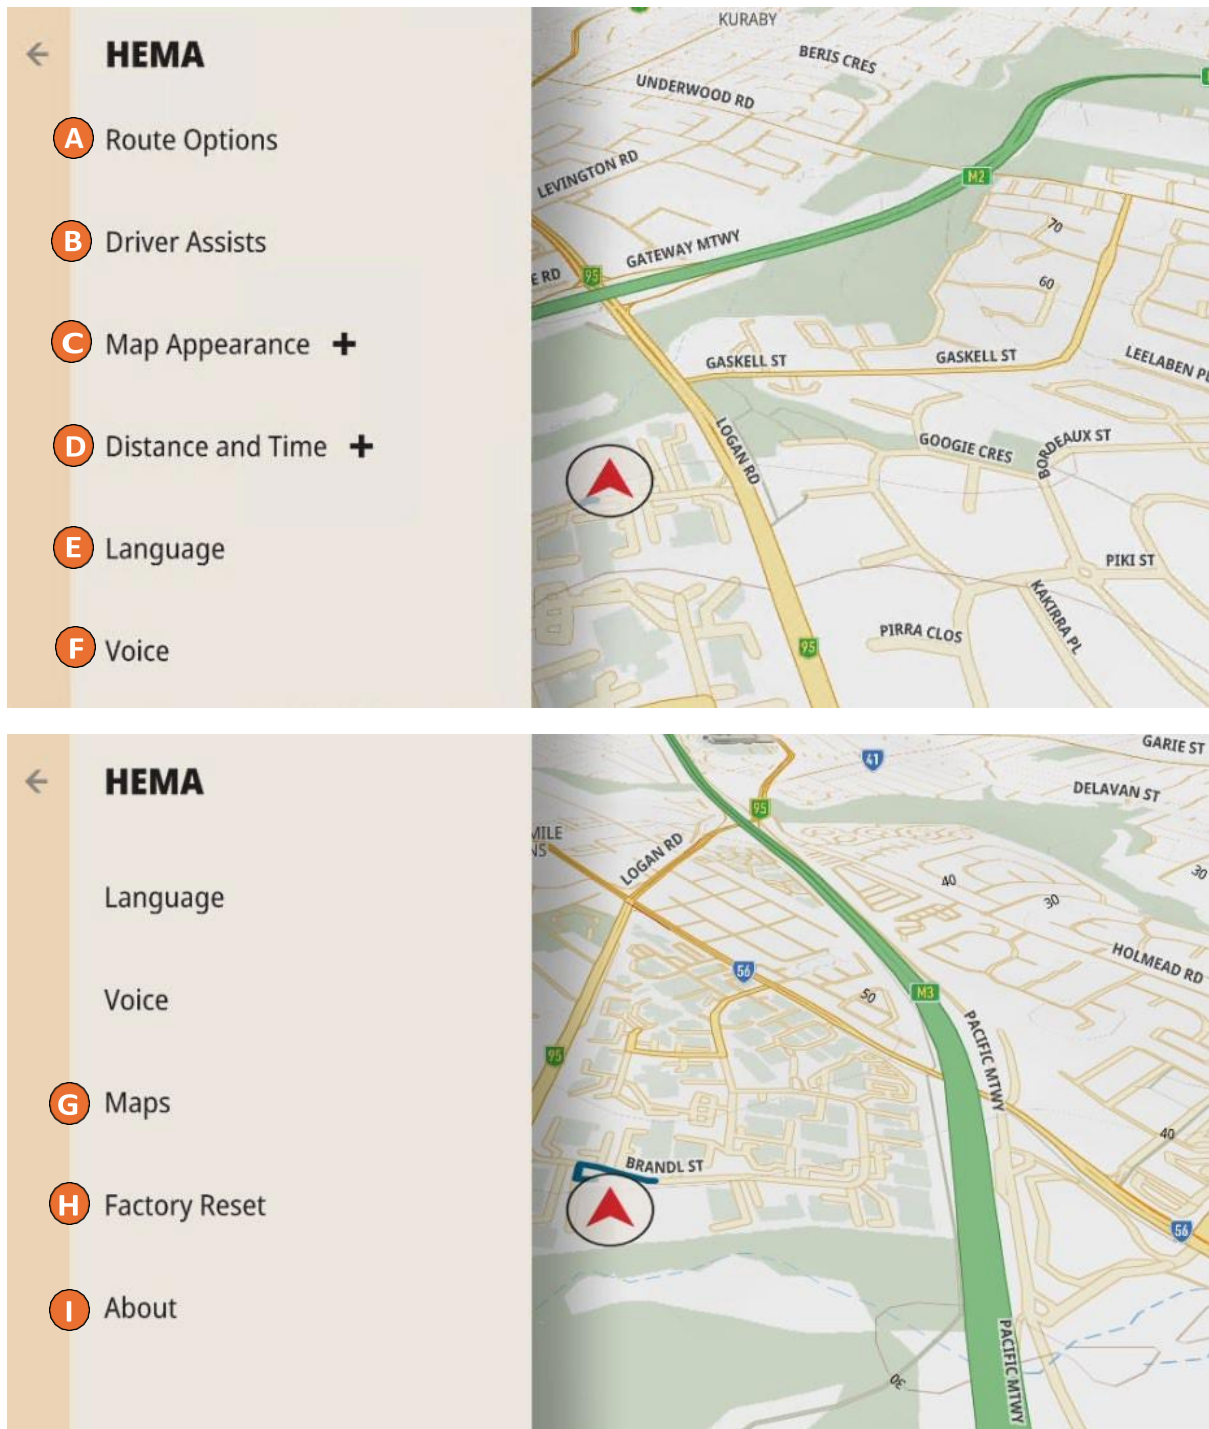 HEMA
A Route Options
B Driver Assists
C Map Appearance +
D Distance and Time +
E Language
F Voice
KURABY
BERIS CRES
UNDERWOOD RD
LEVINGTON RD
M2
GATEWAY MTWY
70
E RD
95
60
GASKELL ST
GASKELL ST
LEELABEN PL
LOGAN RD
GOOGIE CRES
BORDEAUX ST
PIKI ST
KAKIRRA PL
PIRRA CLOS
95
HEMA
Language
Voice
G Maps
H Factory Reset
I About
GARIE ST
41
DELAVAN ST
95
MILE
NS
LOGAN RD
40
30
30
HOLMEAD RD
56
50
M3
PACIFIC MTWY
95
40
BRANDL ST
56
PACIFIC MTWY
30